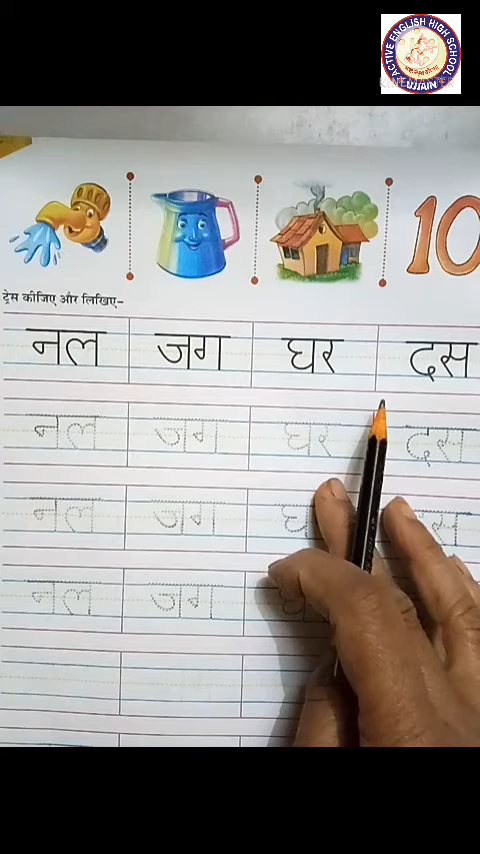 ACTIVE ENGLISH HIGH SCHOOL
UJJAIN
10
ट्रेस कीजिए और लिखिए-
नल जग घर दस
नल जग घर दस
नल जग घ दस
नल जग घ